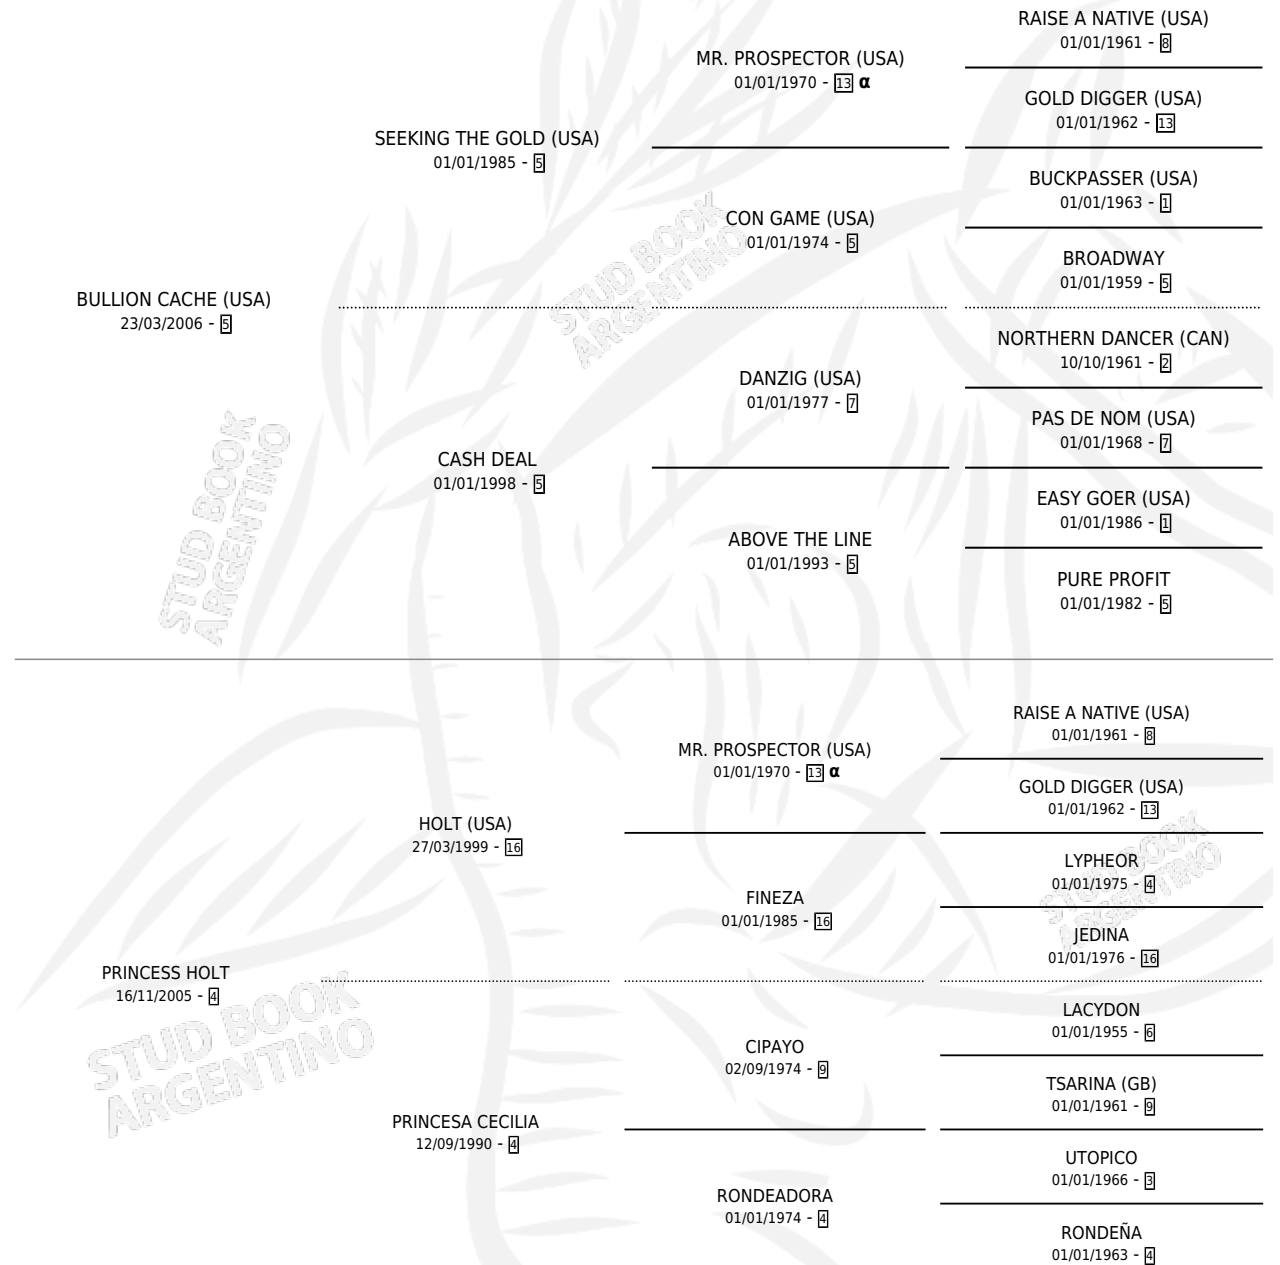 RAISE A NATIVE (USA)
01/01/1961 - 8
MR. PROSPECTOR (USA)
01/01/1970 - 13 α
GOLD DIGGER (USA)
01/01/1962 - 13
SEEKING THE GOLD (USA)
01/01/1985 - 5
BUCKPASSER (USA)
01/01/1963 - 1
CON GAME (USA)
01/01/1974 - 5
BROADWAY
01/01/1959 - 5
BULLION CACHE (USA)
23/03/2006 - 5
NORTHERN DANCER (CAN)
10/10/1961 - 2
DANZIG (USA)
01/01/1977 - 7
PAS DE NOM (USA)
01/01/1968 - 7
CASH DEAL
01/01/1998 - 5
EASY GOER (USA)
01/01/1986 - 1
ABOVE THE LINE
01/01/1993 - 5
PURE PROFIT
01/01/1982 - 5
RAISE A NATIVE (USA)
01/01/1961 - 8
MR. PROSPECTOR (USA)
01/01/1970 - 13 α
GOLD DIGGER (USA)
01/01/1962 - 13
HOLT (USA)
27/03/1999 - 16
LYPHEOR
01/01/1975 - 4
FINEZA
01/01/1985 - 16
JEDINA
01/01/1976 - 16
PRINCESS HOLT
16/11/2005 - 4
LACYDON
01/01/1955 - 6
CIPAYO
02/09/1974 - 9
TSARINA (GB)
01/01/1961 - 9
PRINCESA CECILIA
12/09/1990 - 4
UTOPICO
01/01/1966 - 3
RONDEADORA
01/01/1974 - 4
RONDEÑA
01/01/1963 - 4
STUD BOOK
ARGENTINO
STUD BOOK
ARGENTINO
STUD BOOK
ARGENTINO
STUD BOOK
ARGENTINO